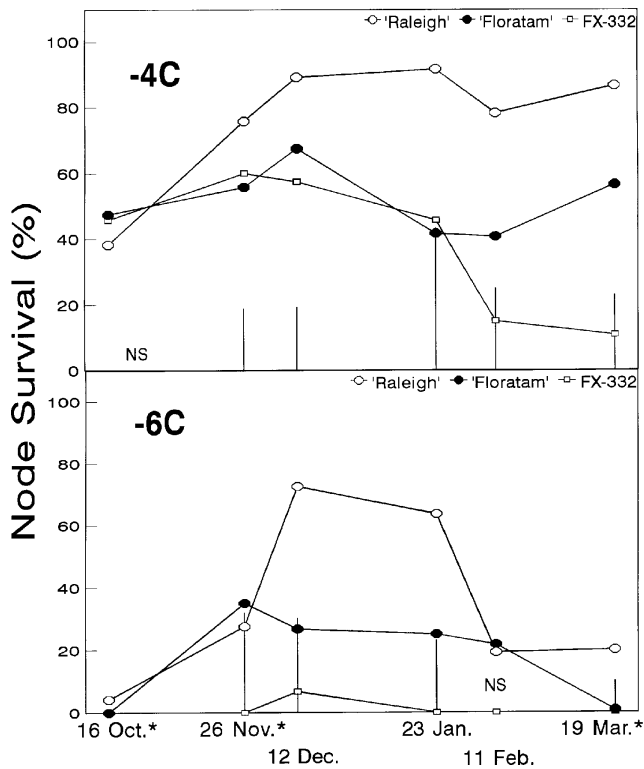 'Raleigh' 'Floratam' FX-332
100
-4C
80
60
40
20
NS
0
'Raleigh' 'Floratam' FX-332
100
-6C
80
60
40
20
NS
0
Node Survival (%)
16 Oct.* 26 Nov.* 23 Jan. 19 Mar.*
12 Dec. 11 Feb.